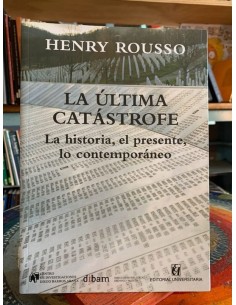 HENRY ROUSSO
LA ÚLTIMA
CATÁSTROFE
La historia, el presente,
lo contemporáneo
dibam
EDITORIAL UNIVERSITARIA